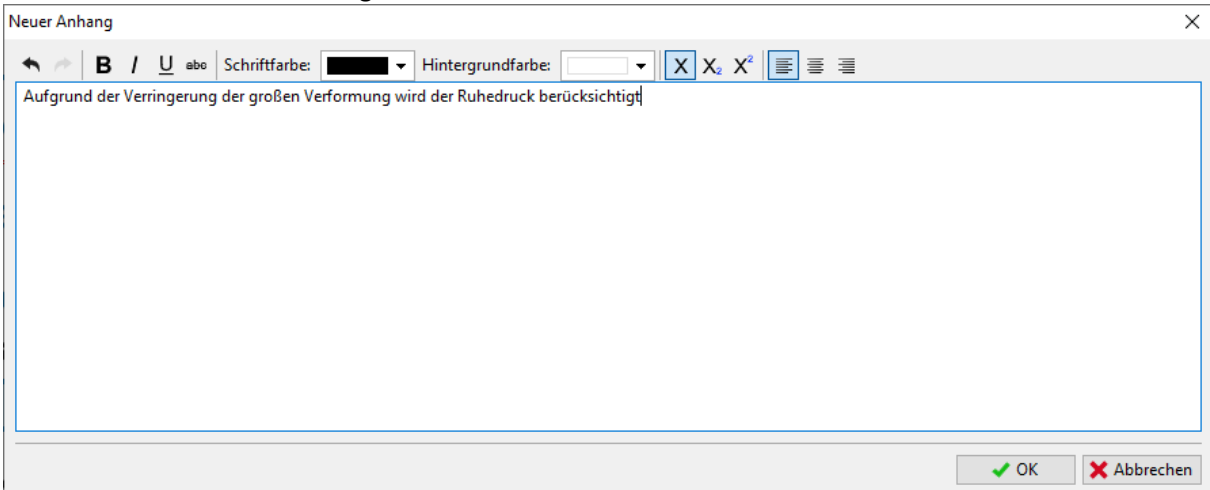 Neuer Anhang
B I U abc Schriftfarbe: Hintergrundfarbe: X X₂ X²
Aufgrund der Verringerung der großen Verformung wird der Ruhedruck berücksichtigt
OK Abbrechen